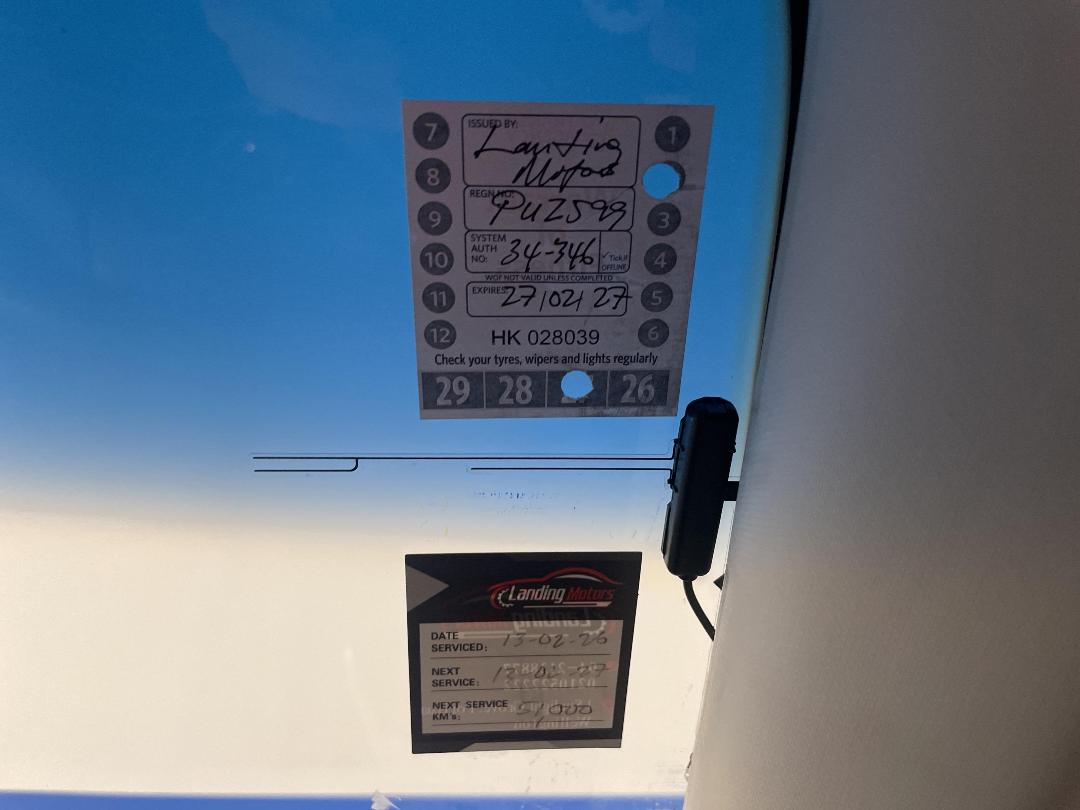 7 ISSUED BY: 1
Landing
8 Motors
REGN NO:
9 PUZ599 3
SYSTEM
AUTH
10 NO: 34-346 ✓ Tick if OFFLINE 4
WOF NOT VALID UNLESS COMPLETED
11 EXPIRES 27/02/27 5
12 HK 028039 6
Check your tyres, wipers and lights regularly
29 28 26
Landing Motors
DATE
SERVICED: 13-02-26
NEXT
SERVICE:
NEXT SERVICE
KM's: 51000